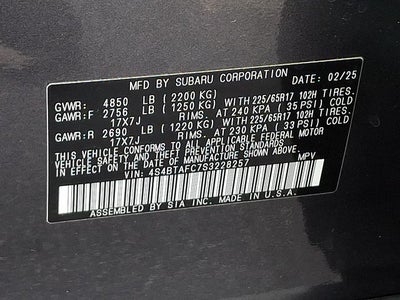 MFD BY SUBARU CORPORATION DATE: 02/25
GVWR: 4850 LB (2200 KG)
GAWR:F 2756 LB (1250 KG) WITH 225/65R17 102H TIRES.
17X7J RIMS. AT 240 KPA ( 35 PSI) COLD
GAWR:R 2690 LB (1220 KG) WITH 225/65R17 102H TIRES.
17X7J RIMS. AT 230 KPA ( 33 PSI) COLD
THIS VEHICLE CONFORMS TO ALL APPLICABLE FEDERAL MOTOR
VEHICLE SAFETY AND THEFT PREVENTION STANDARDS IN EFFECT
ON THE DATE OF MANUFACTURE SHOWN ABOVE.
VIN: 4S4BTAFC7S3228257 MPV
ASSEMBLED BY SIA INC. MADE IN U.S.A.